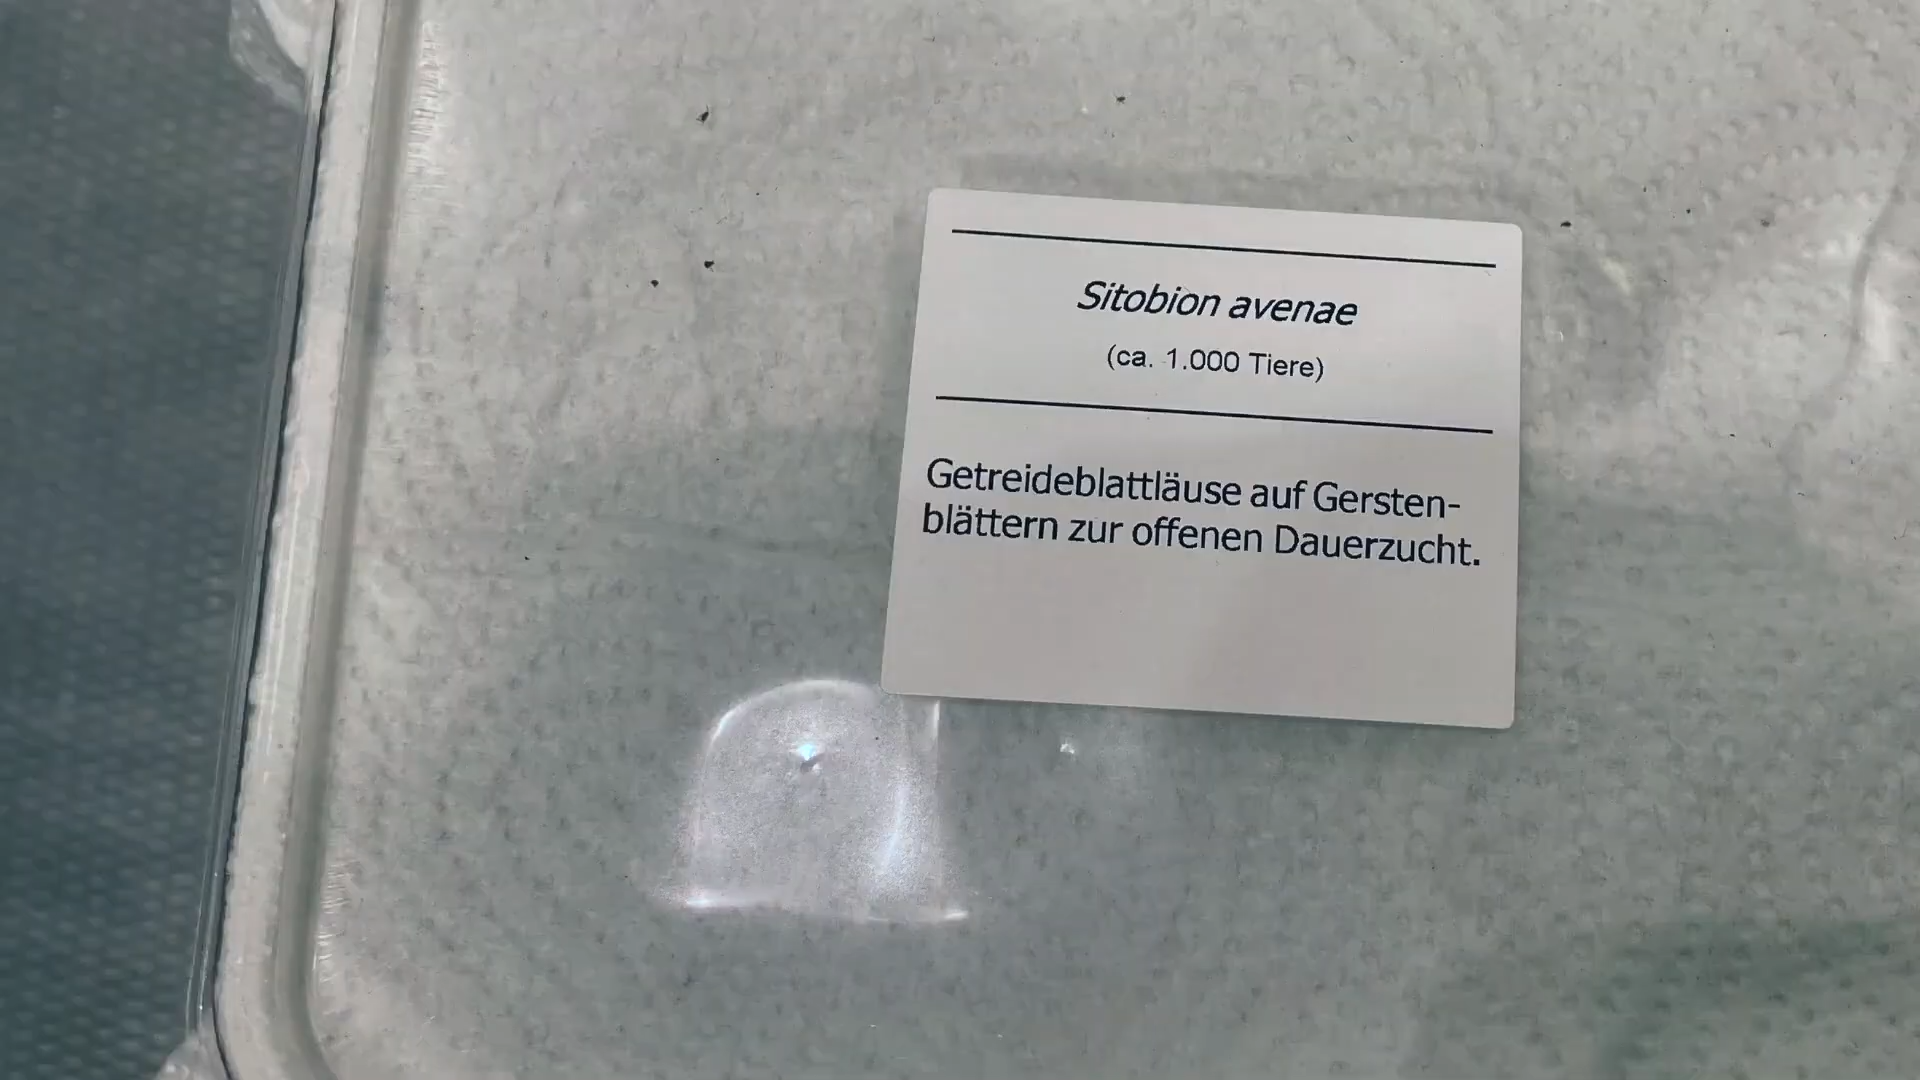 Sitobion avenae
(ca. 1.000 Tiere)
Getreideblattläuse auf Gersten-
blättern zur offenen Dauerzucht.